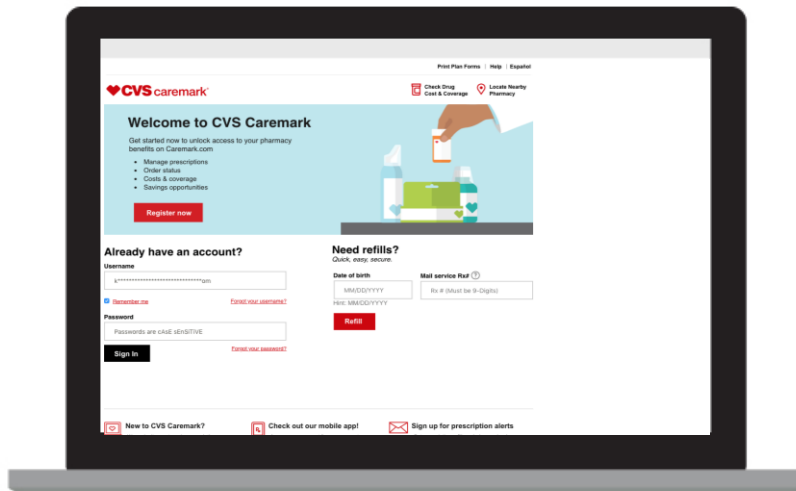 Print Plan Forms | Help | Español
CVS caremark
Check Drug
Cost & Coverage
Locate Nearby
Pharmacy
Welcome to CVS Caremark
Get started now to unlock access to your pharmacy
benefits on Caremark.com
• Manage prescriptions
• Order status
• Costs & coverage
• Savings opportunities
Register now
Already have an account?
Username
Remember me
Forgot your username?
Password
Passwords are cAsE sEnSiTiVE
Sign In
Forgot your password?
Need refills?
Quick, easy, secure.
Date of birth
MM/DD/YYYY
Hint: MM/DD/YYYY
Mail service Rx# ?
Rx # (Must be 9-Digits)
Refill
New to CVS Caremark?
Check out our mobile app!
Sign up for prescription alerts